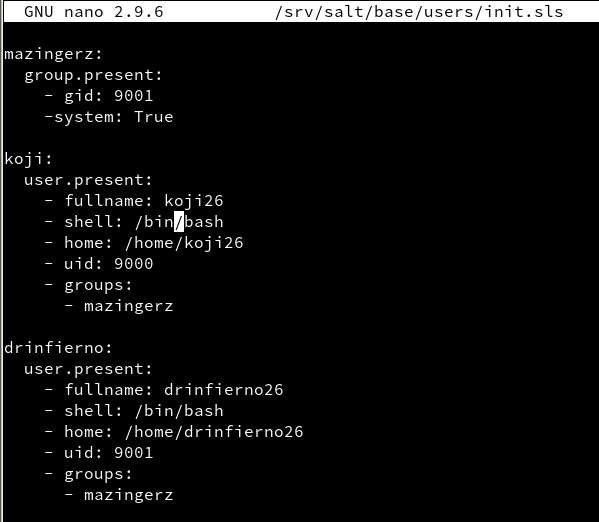 GNU nano 2.9.6 /srv/salt/base/users/init.sls
mazingerz:
  group.present:
    - gid: 9001
    -system: True
koji:
  user.present:
    - fullname: koji26
    - shell: /bin/bash
    - home: /home/koji26
    - uid: 9000
    - groups:
      - mazingerz
drinfierno:
  user.present:
    - fullname: drinfierno26
    - shell: /bin/bash
    - home: /home/drinfierno26
    - uid: 9001
    - groups:
      - mazingerz